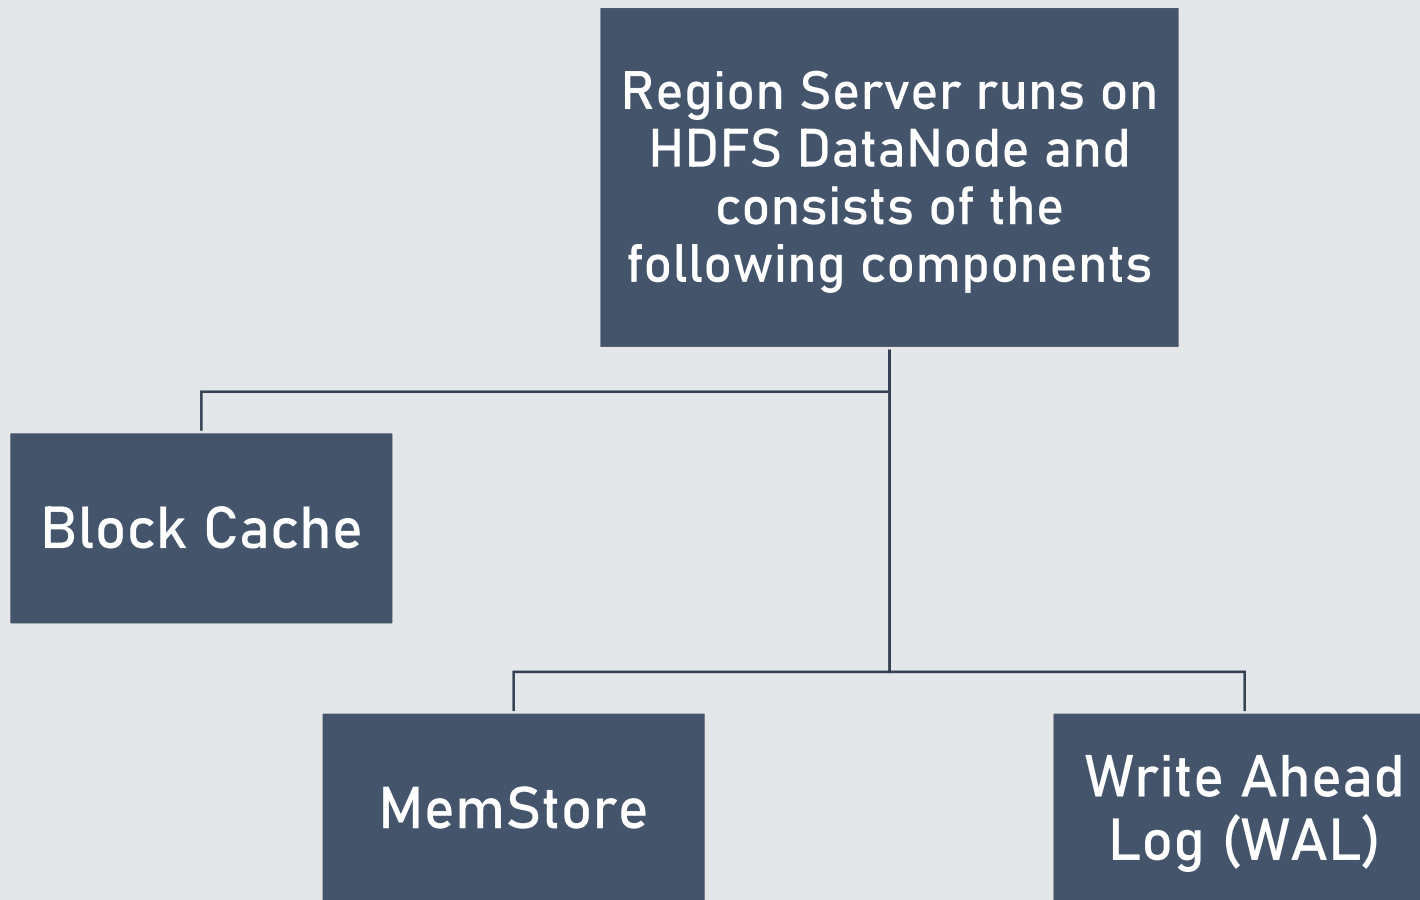 Region Server runs on
HDFS DataNode and
consists of the
following components
Block Cache
MemStore
Write Ahead
Log (WAL)